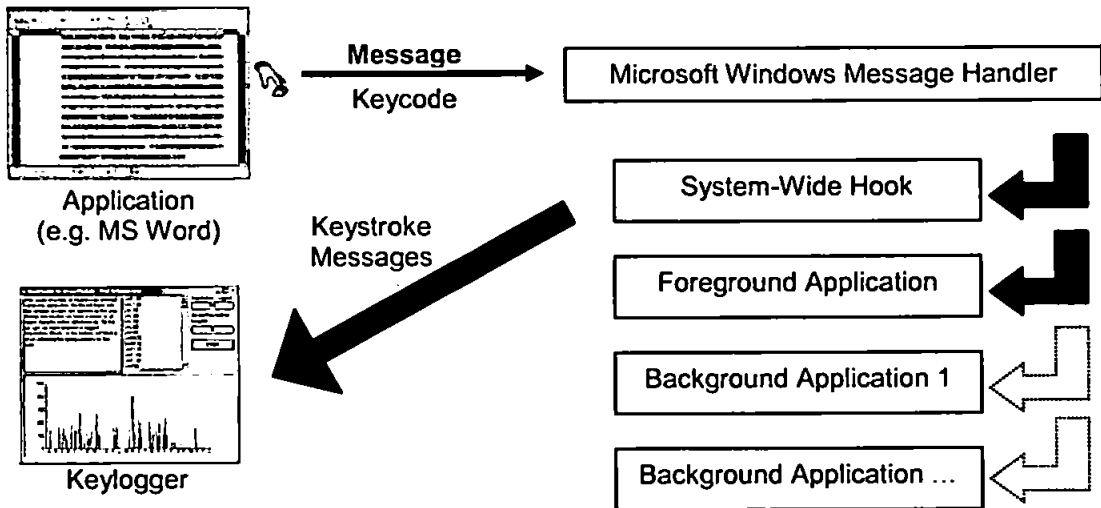 Message
Keycode
Microsoft Windows Message Handler
Application
(e.g. MS Word)
System-Wide Hook
Keystroke
Messages
Foreground Application
Background Application 1
Keylogger
Background Application ...